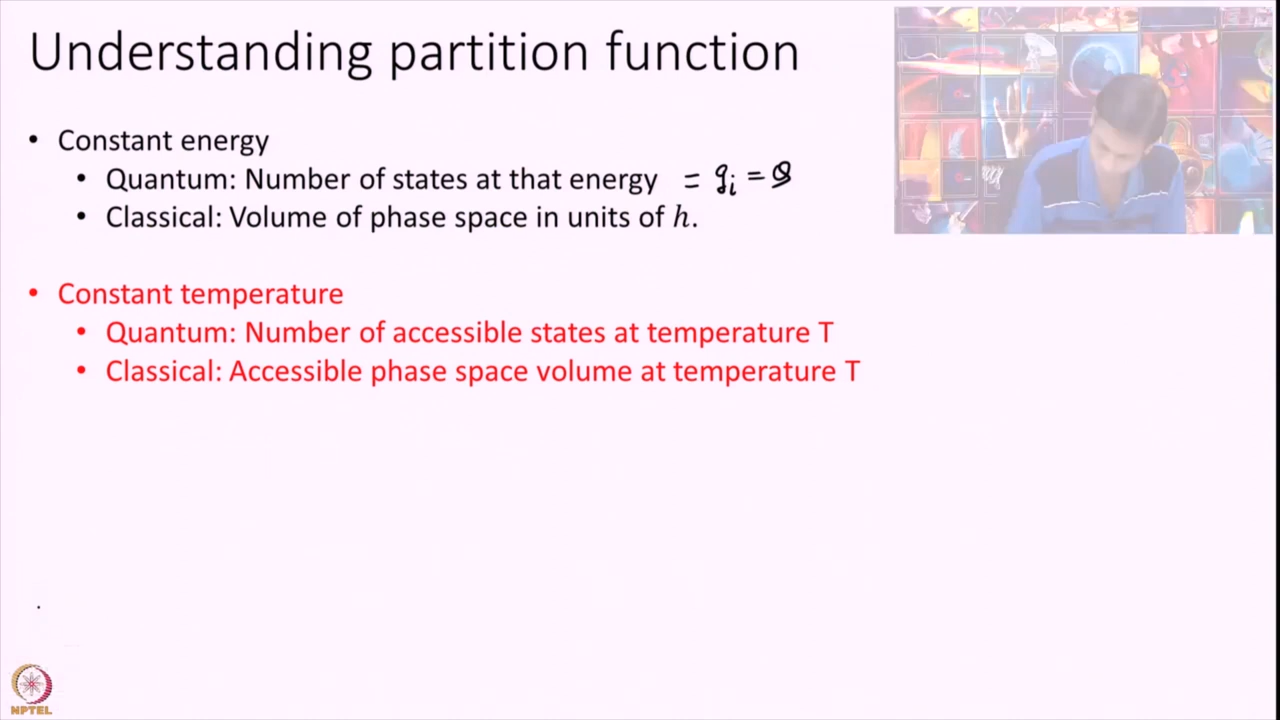 Understanding partition function
• Constant energy
• Quantum: Number of states at that energy = g_i = Q
• Classical: Volume of phase space in units of h.
• Constant temperature
• Quantum: Number of accessible states at temperature T
• Classical: Accessible phase space volume at temperature T
NPTEL